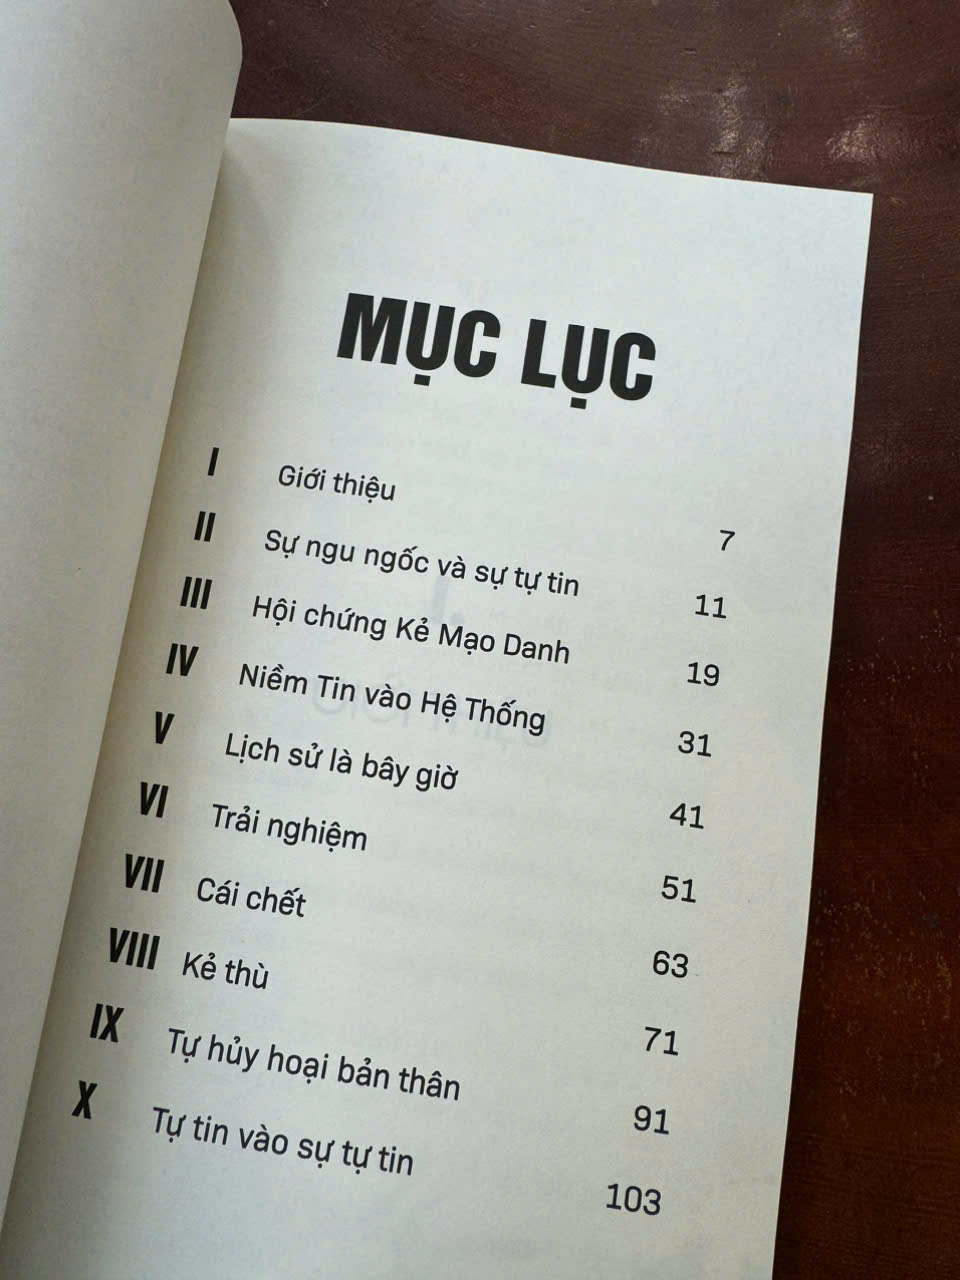 MỤC LỤC
I Giới thiệu 7
II Sự ngu ngốc và sự tự tin 11
III Hội chứng Kẻ Mạo Danh 19
IV Niềm Tin vào Hệ Thống 31
V Lịch sử là bây giờ 41
VI Trải nghiệm 51
VII Cái chết 63
VIII Kẻ thù 71
IX Tự hủy hoại bản thân 91
X Tự tin vào sự tự tin 103